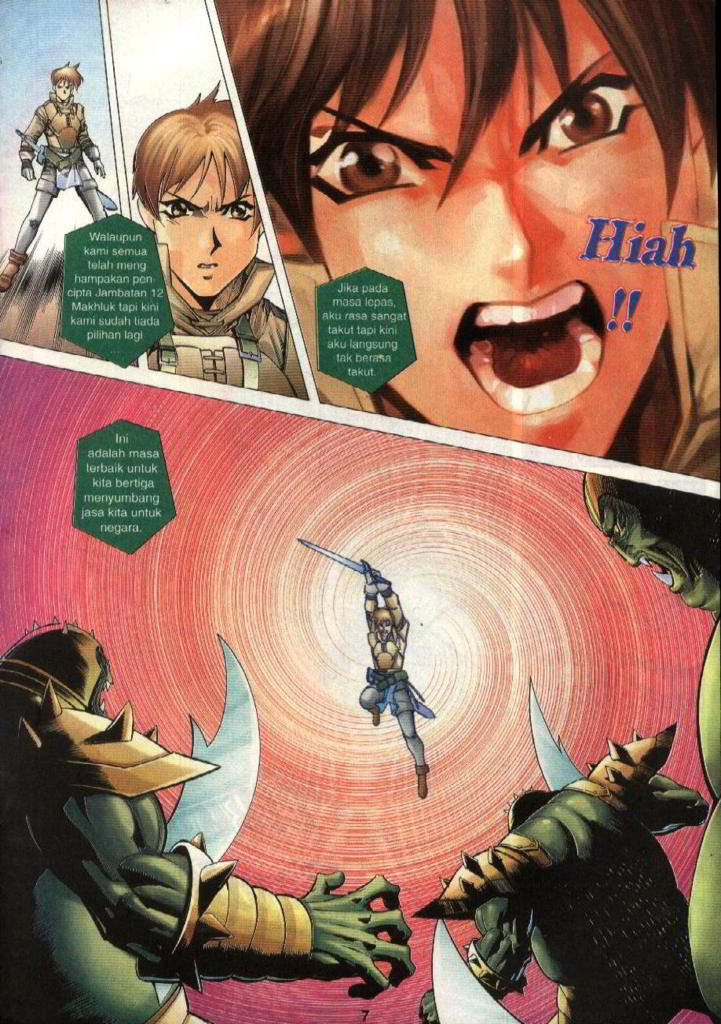 Walaupun
kami semua
telah meng
hampakan pen
cipta Jambatan 12
Makhluk tapi kini
kami sudah tiada
pilihan lagi
Jika pada
masa lepas,
aku rasa sangat
takut tapi kini
aku langsung
tak berasa
takut.
Hiah
!!
Ini
adalah masa
terbaik untuk
kita bertiga
menyumbang
jasa kita untuk
negara.
7